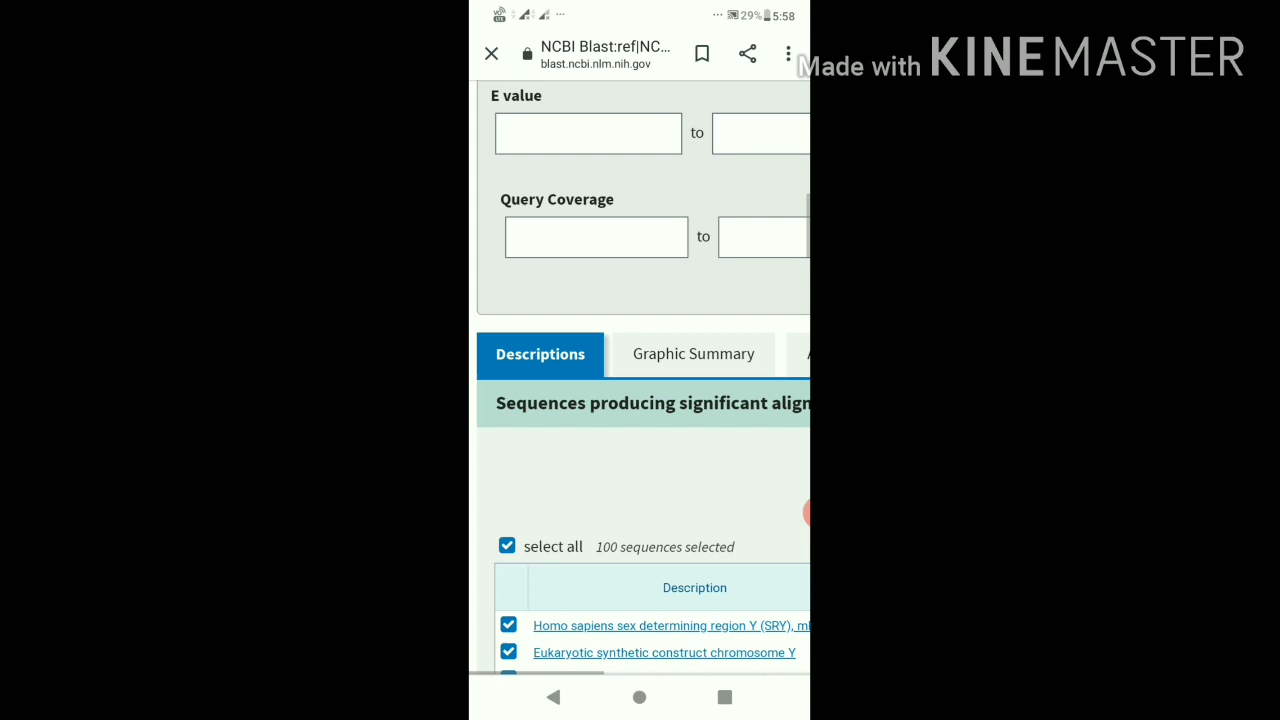 VO
LTE
29% 5:58
NCBI Blast:ref|NC...
blast.ncbi.nlm.nih.gov
Made with KINEMASTER
E value
to
Query Coverage
to
Descriptions Graphic Summary
Sequences producing significant align
select all 100 sequences selected
Description
Homo sapiens sex determining region Y (SRY), m
Eukaryotic synthetic construct chromosome Y